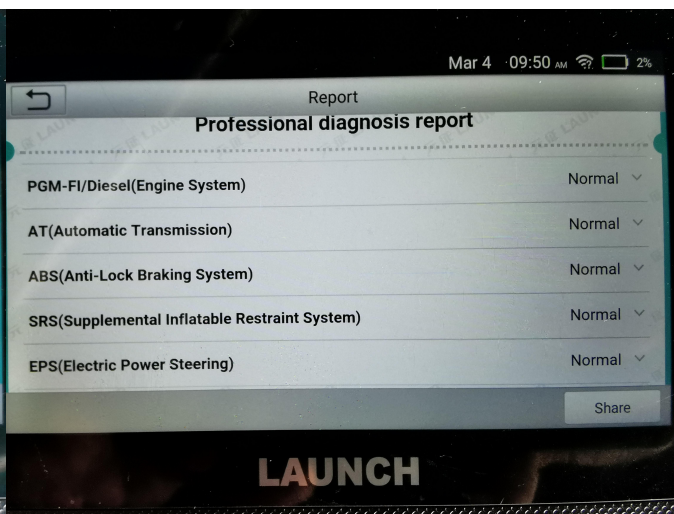 Mar 4 09:50 AM 2%
Report
Professional diagnosis report
PGM-FI/Diesel(Engine System) Normal
AT(Automatic Transmission) Normal
ABS(Anti-Lock Braking System) Normal
SRS(Supplemental Inflatable Restraint System) Normal
EPS(Electric Power Steering) Normal
Share
LAUNCH